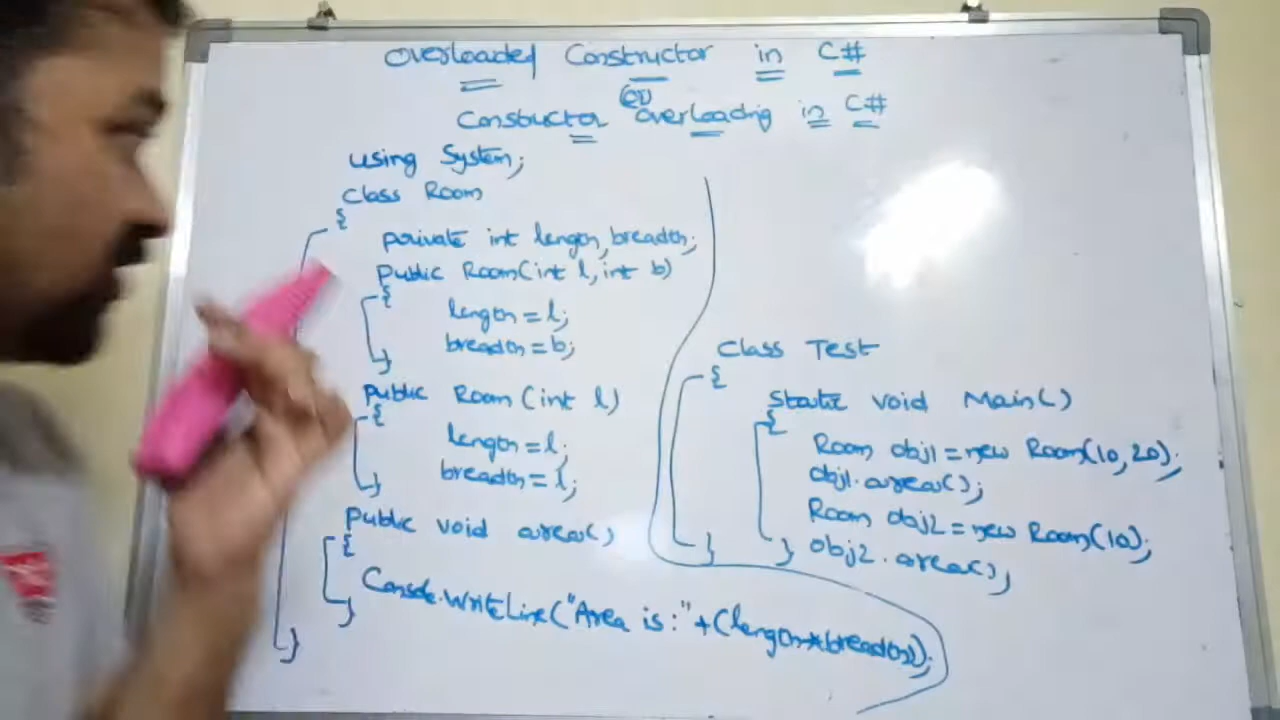 Overloaded Constructor in C#
(or)
Constructor overloading in C#
using System;
class Room
{
private int length, breadth;
public Room(int l, int b)
{
length = l;
breadth = b;
}
public Room(int l)
{
length = l;
breadth = l;
}
public void area()
{
Console.WriteLine("Area is :" + (length*breadth));
}
}
class Test
{
static void Main()
{
Room obj1 = new Room(10, 20);
obj1.area();
Room obj2 = new Room(10);
obj2.area();
}
}